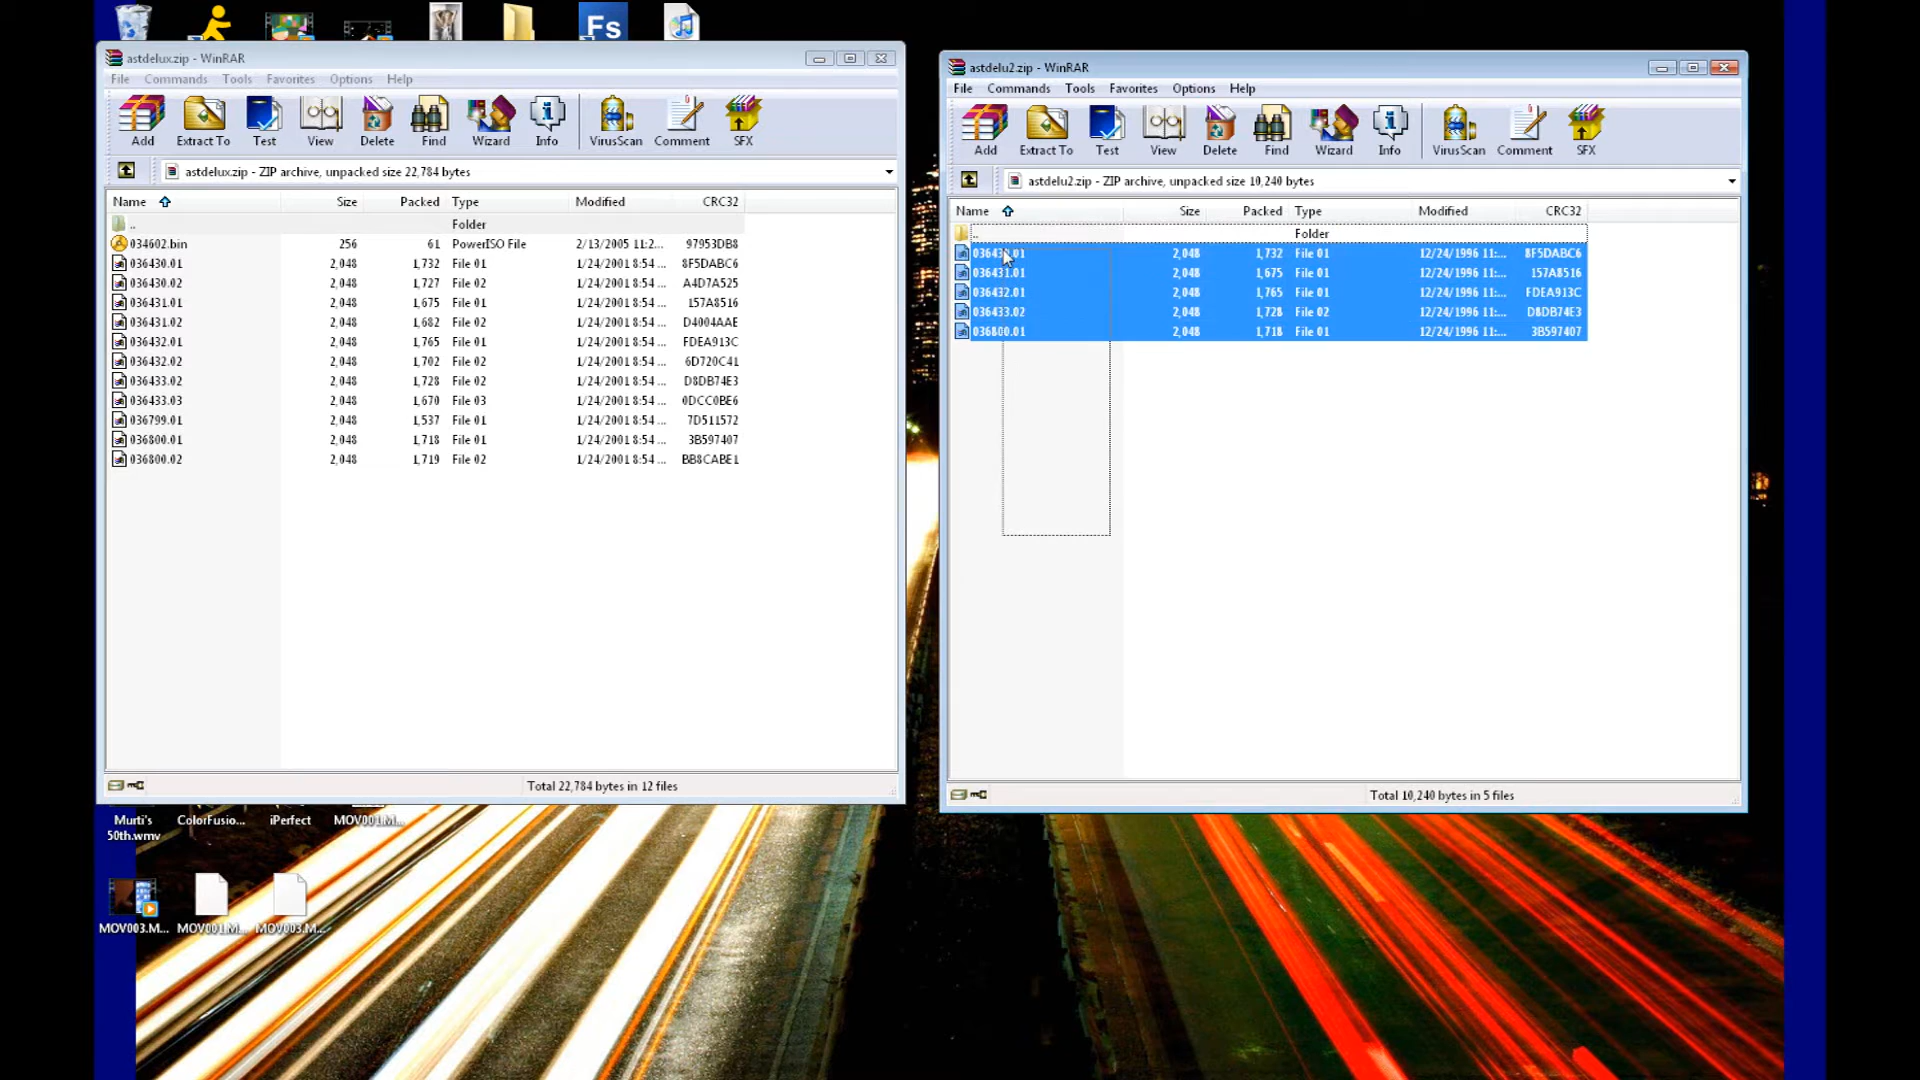 Fs
astdelux.zip - WinRAR
File Commands Tools Favorites Options Help
Add Extract To Test View Delete Find Wizard Info VirusScan Comment SFX
astdelux.zip - ZIP archive, unpacked size 22,784 bytes
Name Size Packed Type Modified CRC32
.. Folder
034602.bin 256 61 PowerISO File 2/13/2005 11:2... 97953DB8
036430.01 2,048 1,732 File 01 1/24/2001 8:54 ... 8F5DABC6
036430.02 2,048 1,727 File 02 1/24/2001 8:54 ... A4D7A525
036431.01 2,048 1,675 File 01 1/24/2001 8:54 ... 157A8516
036431.02 2,048 1,682 File 02 1/24/2001 8:54 ... D4004AAE
036432.01 2,048 1,765 File 01 1/24/2001 8:54 ... FDEA913C
036432.02 2,048 1,702 File 02 1/24/2001 8:54 ... 6D720C41
036433.02 2,048 1,728 File 02 1/24/2001 8:54 ... D8DB74E3
036433.03 2,048 1,670 File 03 1/24/2001 8:54 ... 0DCC0BE6
036799.01 2,048 1,537 File 01 1/24/2001 8:54 ... 7D511572
036800.01 2,048 1,718 File 01 1/24/2001 8:54 ... 3B597407
036800.02 2,048 1,719 File 02 1/24/2001 8:54 ... BB8CABE1
Total 22,784 bytes in 12 files
astdelu2.zip - WinRAR
File Commands Tools Favorites Options Help
Add Extract To Test View Delete Find Wizard Info VirusScan Comment SFX
astdelu2.zip - ZIP archive, unpacked size 10,240 bytes
Name Size Packed Type Modified CRC32
.. Folder
036430.01 2,048 1,732 File 01 12/24/1996 11:... 8F5DABC6
036431.01 2,048 1,675 File 01 12/24/1996 11:... 157A8516
036432.01 2,048 1,765 File 01 12/24/1996 11:... FDEA913C
036433.02 2,048 1,728 File 02 12/24/1996 11:... D8DB74E3
036800.01 2,048 1,718 File 01 12/24/1996 11:... 3B597407
Total 10,240 bytes in 5 files
Murti's 50th.wmv
ColorFusio...
iPerfect
MOV001.M...
MOV003.M...
MOV001.M...
MOV003.M...